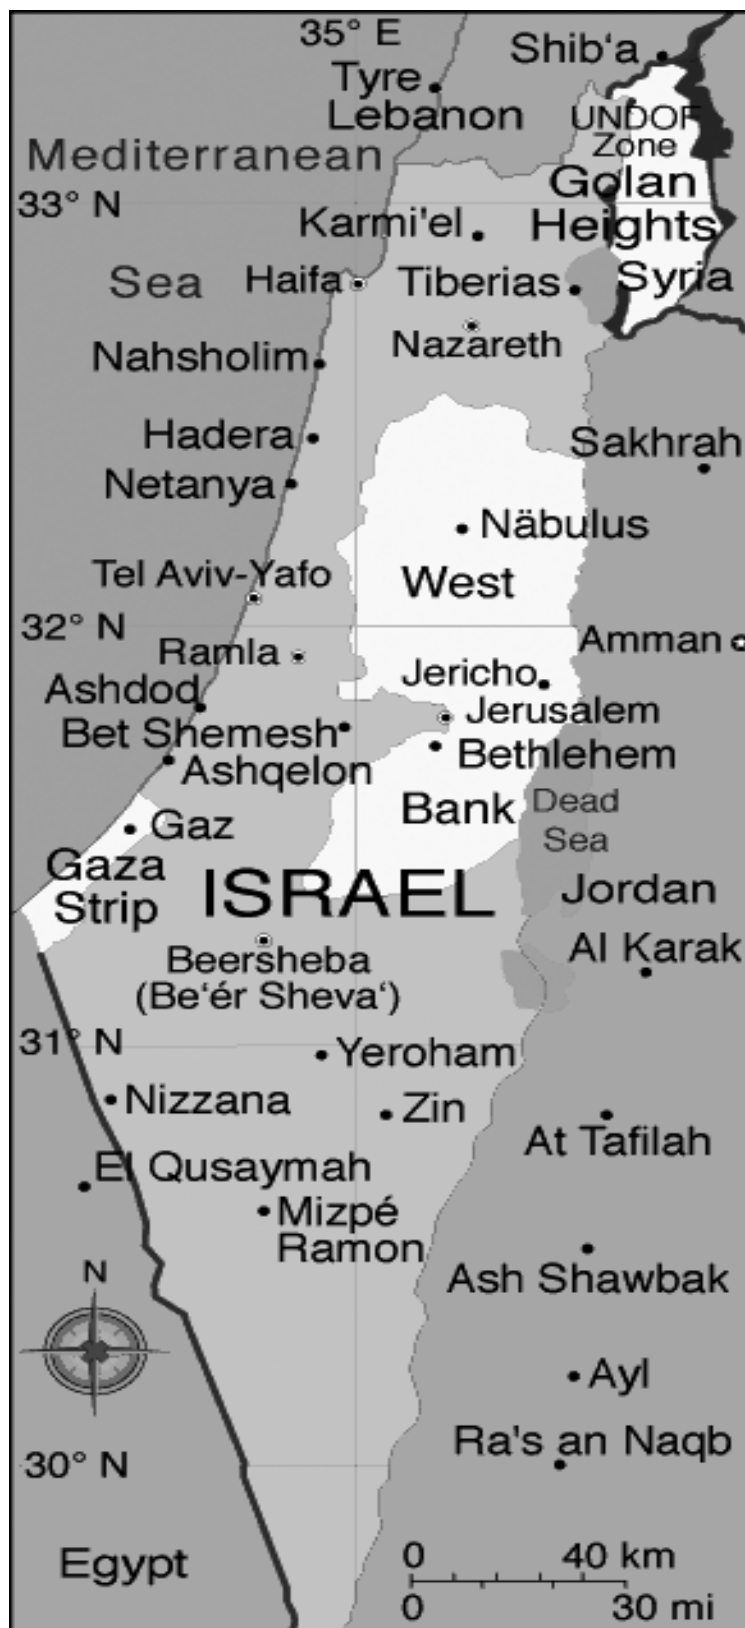 35° E
Shib‘a
Tyre
Lebanon
UNDOF
Zone
Mediterranean
Golan
33° N
Karmi'el
Heights
Sea
Haifa
Tiberias
Syria
Nazareth
Nahsholim
Hadera
Sakhrah
Netanya
Näbulus
Tel Aviv-Yafo
West
32° N
Ramla
Amman
Jericho
Ashdod
Jerusalem
Bet Shemesh
Bethlehem
Ashqelon
Bank
Dead
Sea
Gaz
Gaza
Strip
ISRAEL
Jordan
Al Karak
Beersheba
(Be‘ér Sheva‘)
31° N
Yeroham
Nizzana
Zin
At Tafilah
El Qusaymah
Mizpé
Ramon
N
Ash Shawbak
Ayl
Ra's an Naqb
30° N
Egypt
0 40 km
0 30 mi